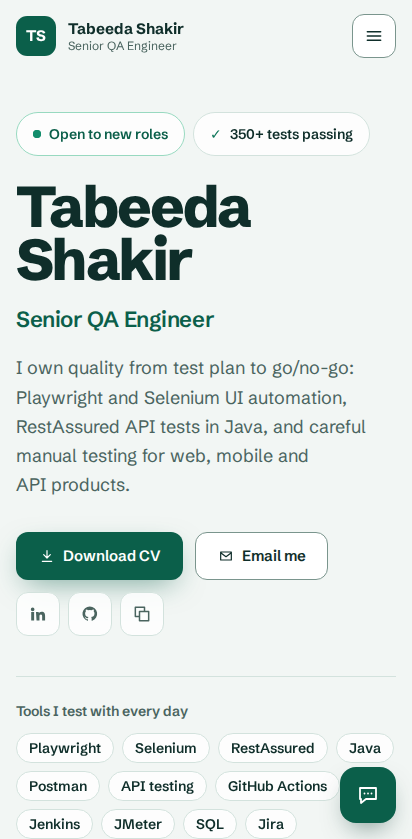 TS
Tabeeda Shakir
Senior QA Engineer
Open to new roles
✓ 350+ tests passing
Tabeeda
Shakir
Senior QA Engineer
I own quality from test plan to go/no-go:
Playwright and Selenium UI automation,
RestAssured API tests in Java, and careful
manual testing for web, mobile and
API products.
Download CV
Email me
in
Tools I test with every day
Playwright
Selenium
RestAssured
Java
Postman
API testing
GitHub Actions
Jenkins
JMeter
SQL
Jira